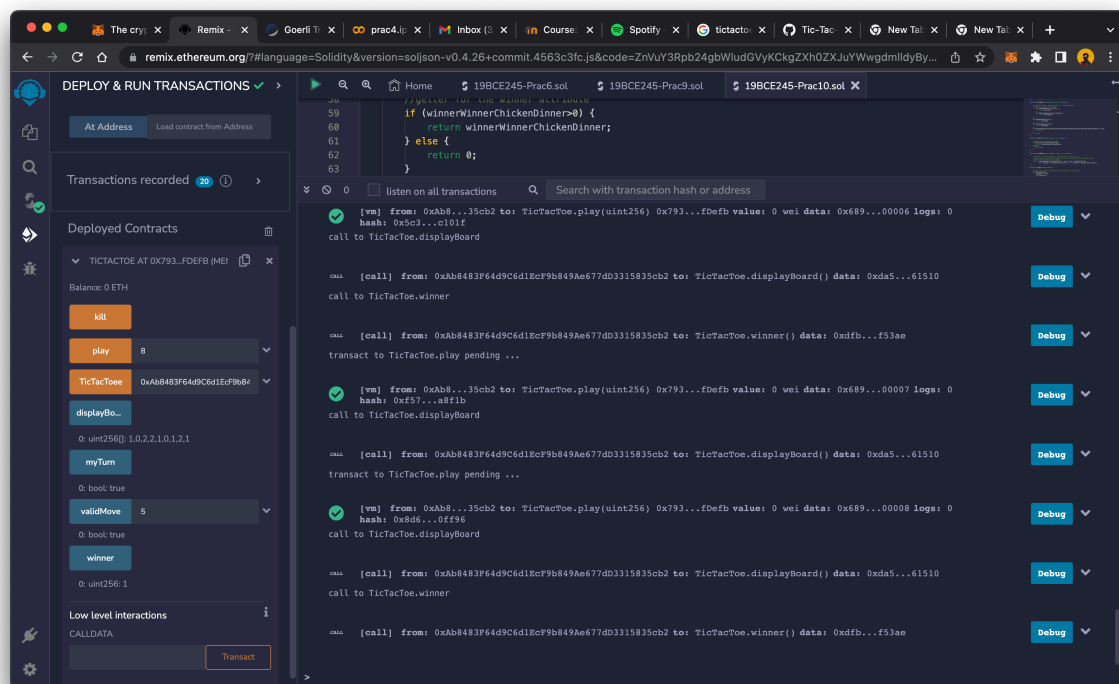 The cry
Remix -
Goerli Tr
prac4.ip
Inbox (3
Course:
Spotify -
tictactoe
Tic-Tac-
New Tab
New Tab
remix.ethereum.org/?#language=Solidity&version=soljson-v0.4.26+commit.4563c3fc.js&code=
DEPLOY & RUN TRANSACTIONS
At Address Load contract from Address
Transactions recorded 20 i
Deployed Contracts
TICTACTOE AT 0X793...FDEFB (MEM
Balance: 0 ETH
kill
play 8
TicTacToee 0xAb8483F64d9C6d1EcF9b84
displayBo...
0: uint256[]: 1,0,2,2,1,0,1,2,1
myTurn
0: bool: true
validMove 5
0: bool: true
winner
0: uint256: 1
Low level interactions i
CALLDATA
Transact
Home
19BCE245-Prac6.sol
19BCE245-Prac9.sol
19BCE245-Prac10.sol
58 //getter for the winner attribute
59 if (winnerWinnerChickenDinner>0) {
60 return winnerWinnerChickenDinner;
61 } else {
62 return 0;
63 }
0 listen on all transactions Search with transaction hash or address
[vm] from: 0xAb8...35cb2 to: TicTacToe.play(uint256) 0x793...fDefb value: 0 wei data: 0x689...00006 logs: 0 Debug
hash: 0x5c3...c101f
call to TicTacToe.displayBoard
CALL [call] from: 0xAb8483F64d9C6d1EcF9b849Ae677dD3315835cb2 to: TicTacToe.displayBoard() data: 0xda5...61510 Debug
call to TicTacToe.winner
CALL [call] from: 0xAb8483F64d9C6d1EcF9b849Ae677dD3315835cb2 to: TicTacToe.winner() data: 0xdfb...f53ae Debug
transact to TicTacToe.play pending ...
[vm] from: 0xAb8...35cb2 to: TicTacToe.play(uint256) 0x793...fDefb value: 0 wei data: 0x689...00007 logs: 0 Debug
hash: 0xf57...a8f1b
call to TicTacToe.displayBoard
CALL [call] from: 0xAb8483F64d9C6d1EcF9b849Ae677dD3315835cb2 to: TicTacToe.displayBoard() data: 0xda5...61510 Debug
transact to TicTacToe.play pending ...
[vm] from: 0xAb8...35cb2 to: TicTacToe.play(uint256) 0x793...fDefb value: 0 wei data: 0x689...00008 logs: 0 Debug
hash: 0x8d6...0ff96
call to TicTacToe.displayBoard
CALL [call] from: 0xAb8483F64d9C6d1EcF9b849Ae677dD3315835cb2 to: TicTacToe.displayBoard() data: 0xda5...61510 Debug
call to TicTacToe.winner
CALL [call] from: 0xAb8483F64d9C6d1EcF9b849Ae677dD3315835cb2 to: TicTacToe.winner() data: 0xdfb...f53ae Debug
>